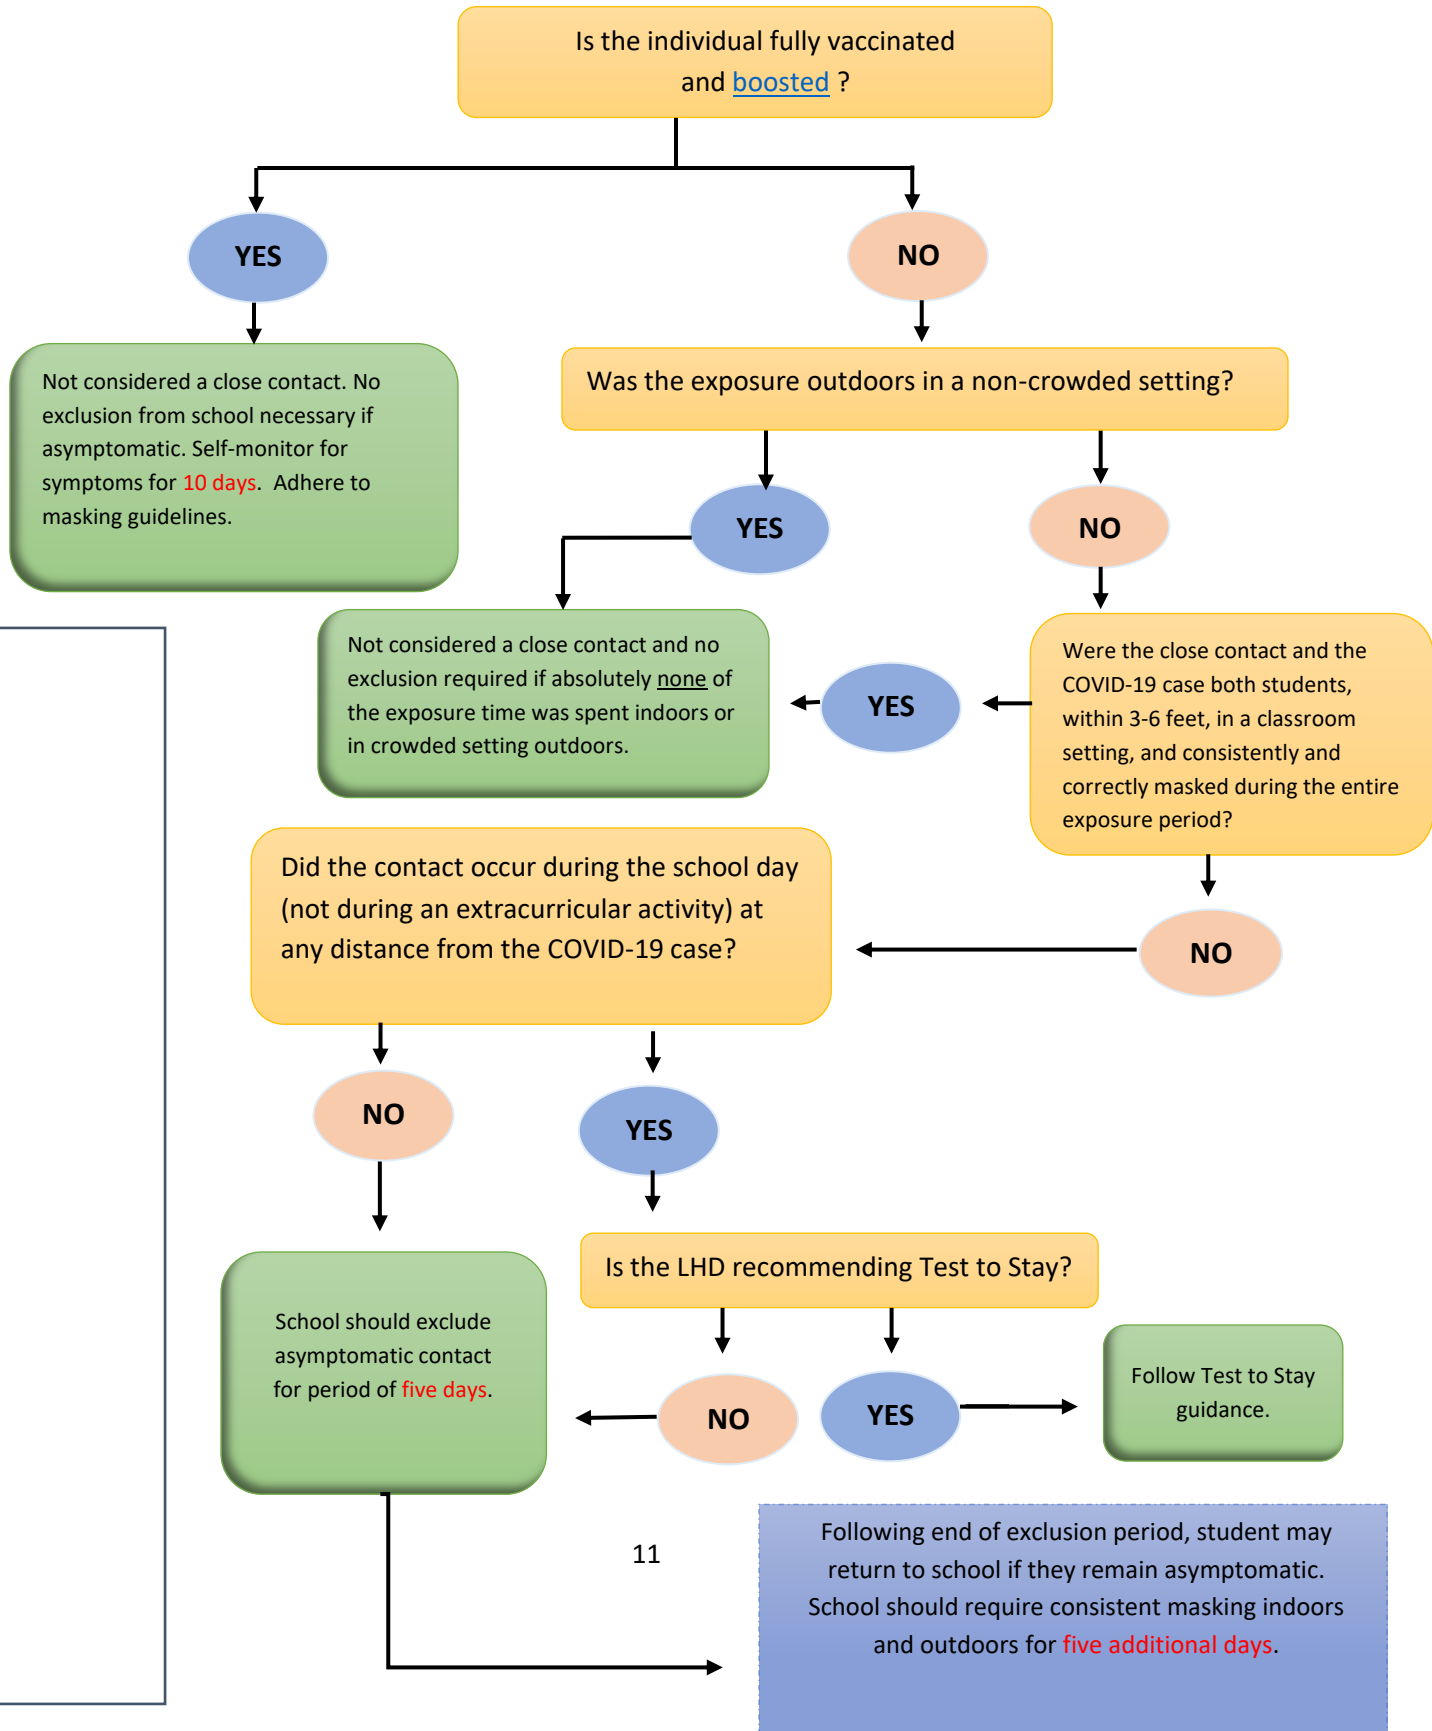 Is the individual fully vaccinated
and boosted ?
YES
NO
Not considered a close contact. No
exclusion from school necessary if
asymptomatic. Self-monitor for
symptoms for 10 days.  Adhere to
masking guidelines.
Was the exposure outdoors in a non-crowded setting?
YES
NO
Not considered a close contact and no
exclusion required if absolutely none of
the exposure time was spent indoors or
in crowded setting outdoors.
YES
Were the close contact and the
COVID-19 case both students,
within 3-6 feet, in a classroom
setting, and consistently and
correctly masked during the entire
exposure period?
Did the contact occur during the school day
(not during an extracurricular activity) at
any distance from the COVID-19 case?
NO
NO
YES
Is the LHD recommending Test to Stay?
School should exclude
asymptomatic contact
for period of five days.
NO
YES
Follow Test to Stay
guidance.
11
Following end of exclusion period, student may
return to school if they remain asymptomatic.
School should require consistent masking indoors
and outdoors for five additional days.